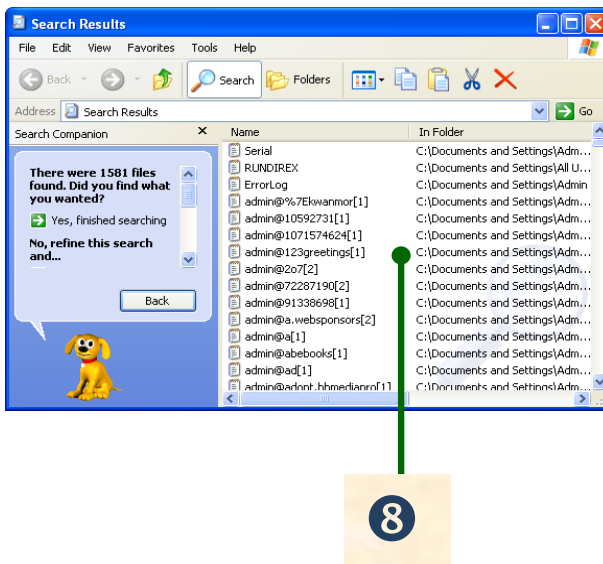 Search Results
File Edit View Favorites Tools Help
Back Search Folders
Address Search Results Go
Search Companion
There were 1581 files
found. Did you find what
you wanted?
Yes, finished searching
No, refine this search
and...
Back
Name In Folder
Serial C:\Documents and Settings\Adm...
RUNDIREX C:\Documents and Settings\All U...
ErrorLog C:\Documents and Settings\Admin
admin@%7Ekwanmor[1] C:\Documents and Settings\Adm...
admin@10592731[1] C:\Documents and Settings\Adm...
admin@1071574624[1] C:\Documents and Settings\Adm...
admin@123greetings[1] C:\Documents and Settings\Adm...
admin@2o7[2] C:\Documents and Settings\Adm...
admin@72287190[2] C:\Documents and Settings\Adm...
admin@91338698[1] C:\Documents and Settings\Adm...
admin@a.websponsors[2] C:\Documents and Settings\Adm...
admin@a[1] C:\Documents and Settings\Adm...
admin@abebooks[1] C:\Documents and Settings\Adm...
admin@ad[1] C:\Documents and Settings\Adm...
admin@adopt.hbmediapro[1] C:\Documents and Settings\Adm...
8